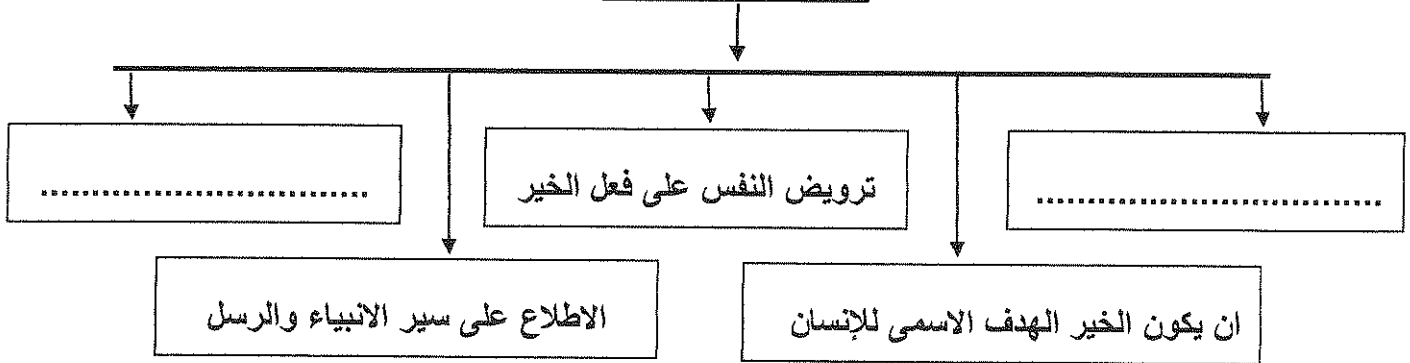 ....................................
ترويض النفس على فعل الخير
....................................
ان يكون الخير الهدف الاسمى للإنسان
الاطلاع على سير الانبياء والرسل